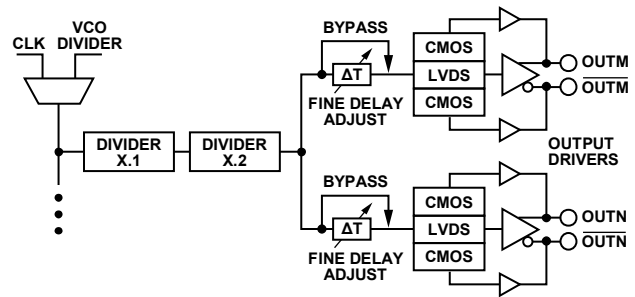 CLK
VCO
DIVIDER
DIVIDER
X.1
DIVIDER
X.2
BYPASS
ΔT
FINE DELAY
ADJUST
CMOS
LVDS
CMOS
OUTM
OUTM
OUTPUT
DRIVERS
BYPASS
ΔT
FINE DELAY
ADJUST
CMOS
LVDS
CMOS
OUTN
OUTN